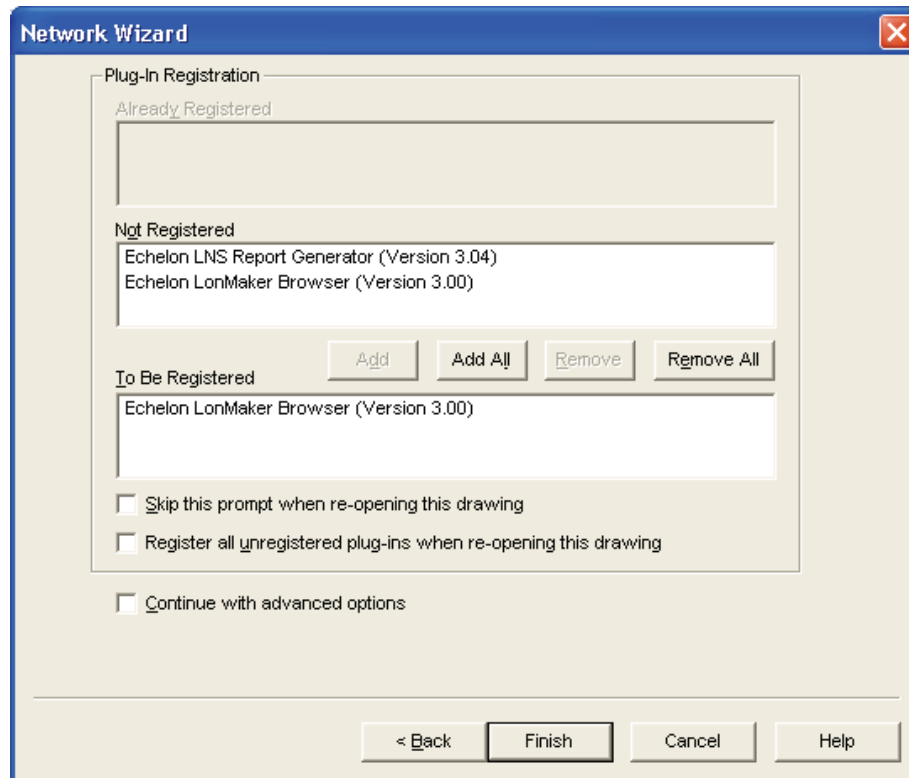 Network Wizard
Plug-In Registration
Already Registered
Not Registered
Echelon LNS Report Generator (Version 3.04)
Echelon LonMaker Browser (Version 3.00)
Add Add All Remove Remove All
To Be Registered
Echelon LonMaker Browser (Version 3.00)
Skip this prompt when re-opening this drawing
Register all unregistered plug-ins when re-opening this drawing
Continue with advanced options
< Back Finish Cancel Help